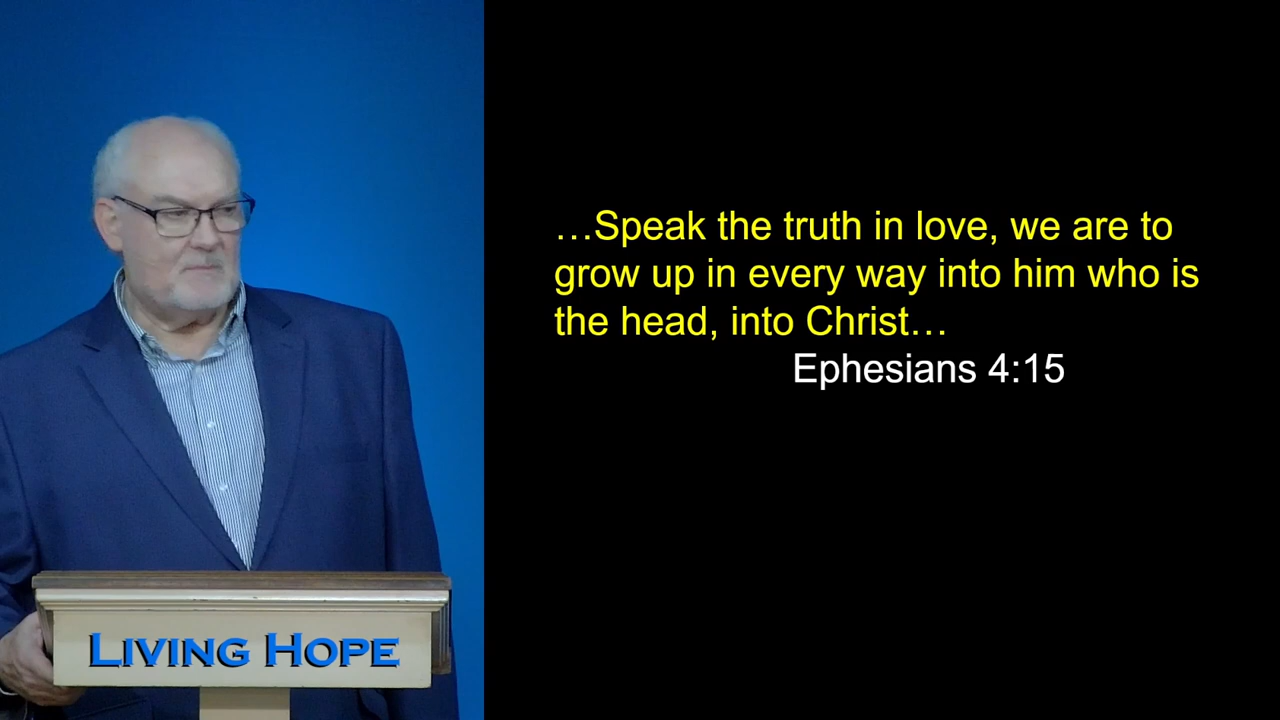 …Speak the truth in love, we are to
grow up in every way into him who is
the head, into Christ…
Ephesians 4:15
LIVING HOPE